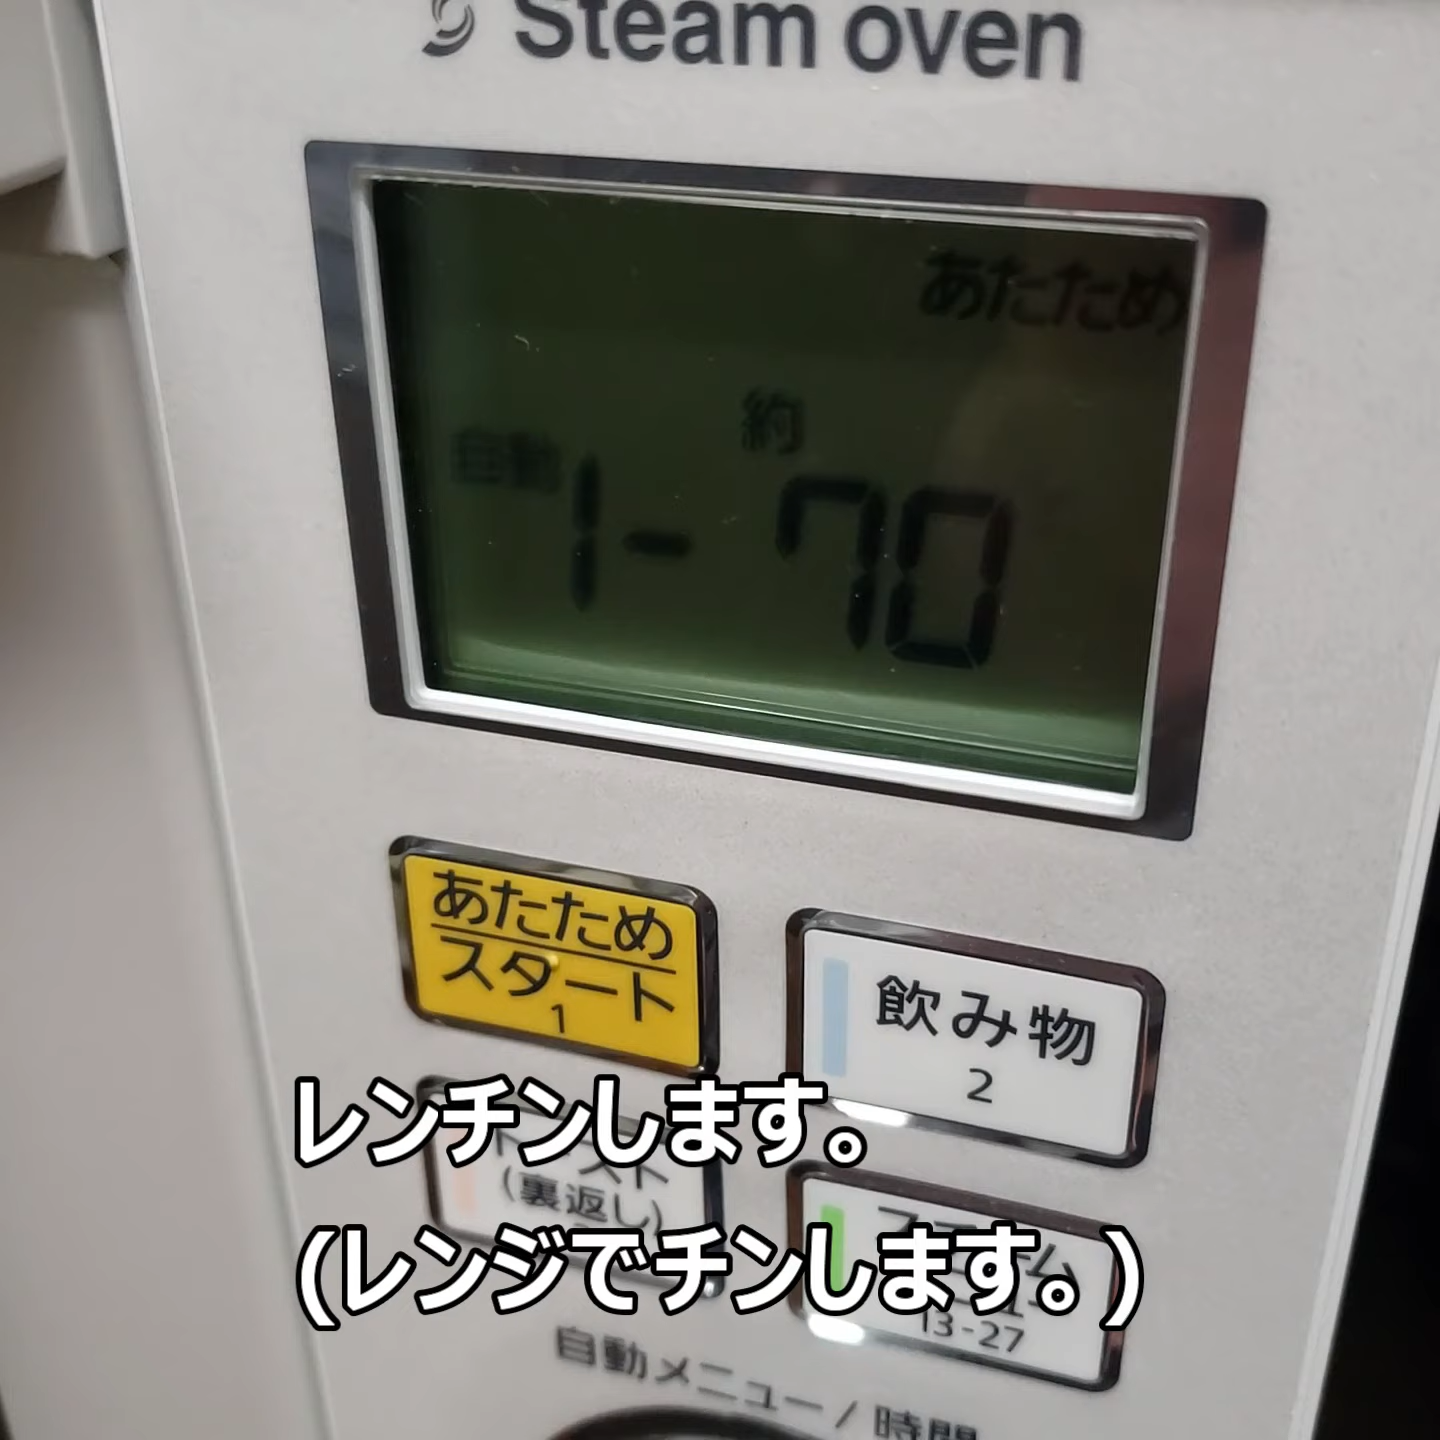 Steam oven
あたため
自動 1- 約 70
あたため
スタート
1
飲み物
2
レンチンします。
(裏返し)
(レンジでチンします。)
13-27
自動メニュー/時間